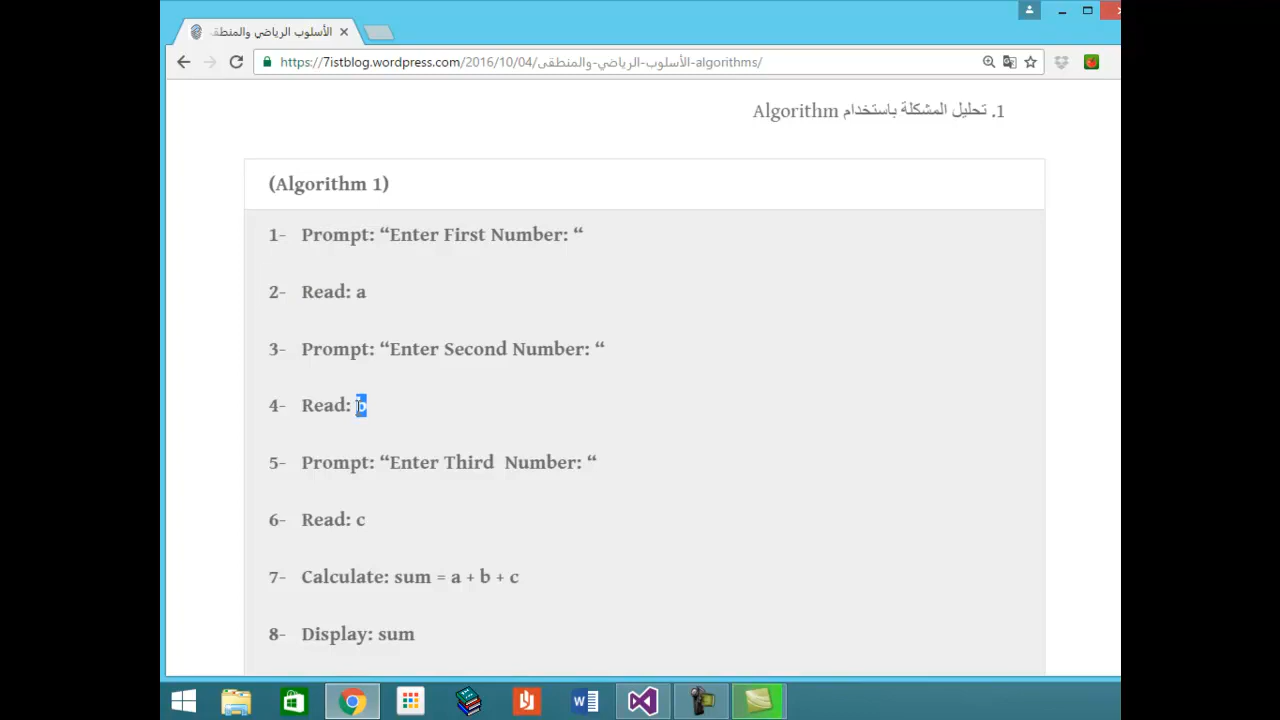 الأسلوب الرياضي والمنطق
https://7istblog.wordpress.com/2016/10/04/الأسلوب-الرياضي-والمنطقى-algorithms/
1. تحليل المشكلة باستخدام Algorithm
(Algorithm 1)
1- Prompt: “Enter First Number: “
2- Read: a
3- Prompt: “Enter Second Number: “
4- Read: b
5- Prompt: “Enter Third  Number: “
6- Read: c
7- Calculate: sum = a + b + c
8- Display: sum